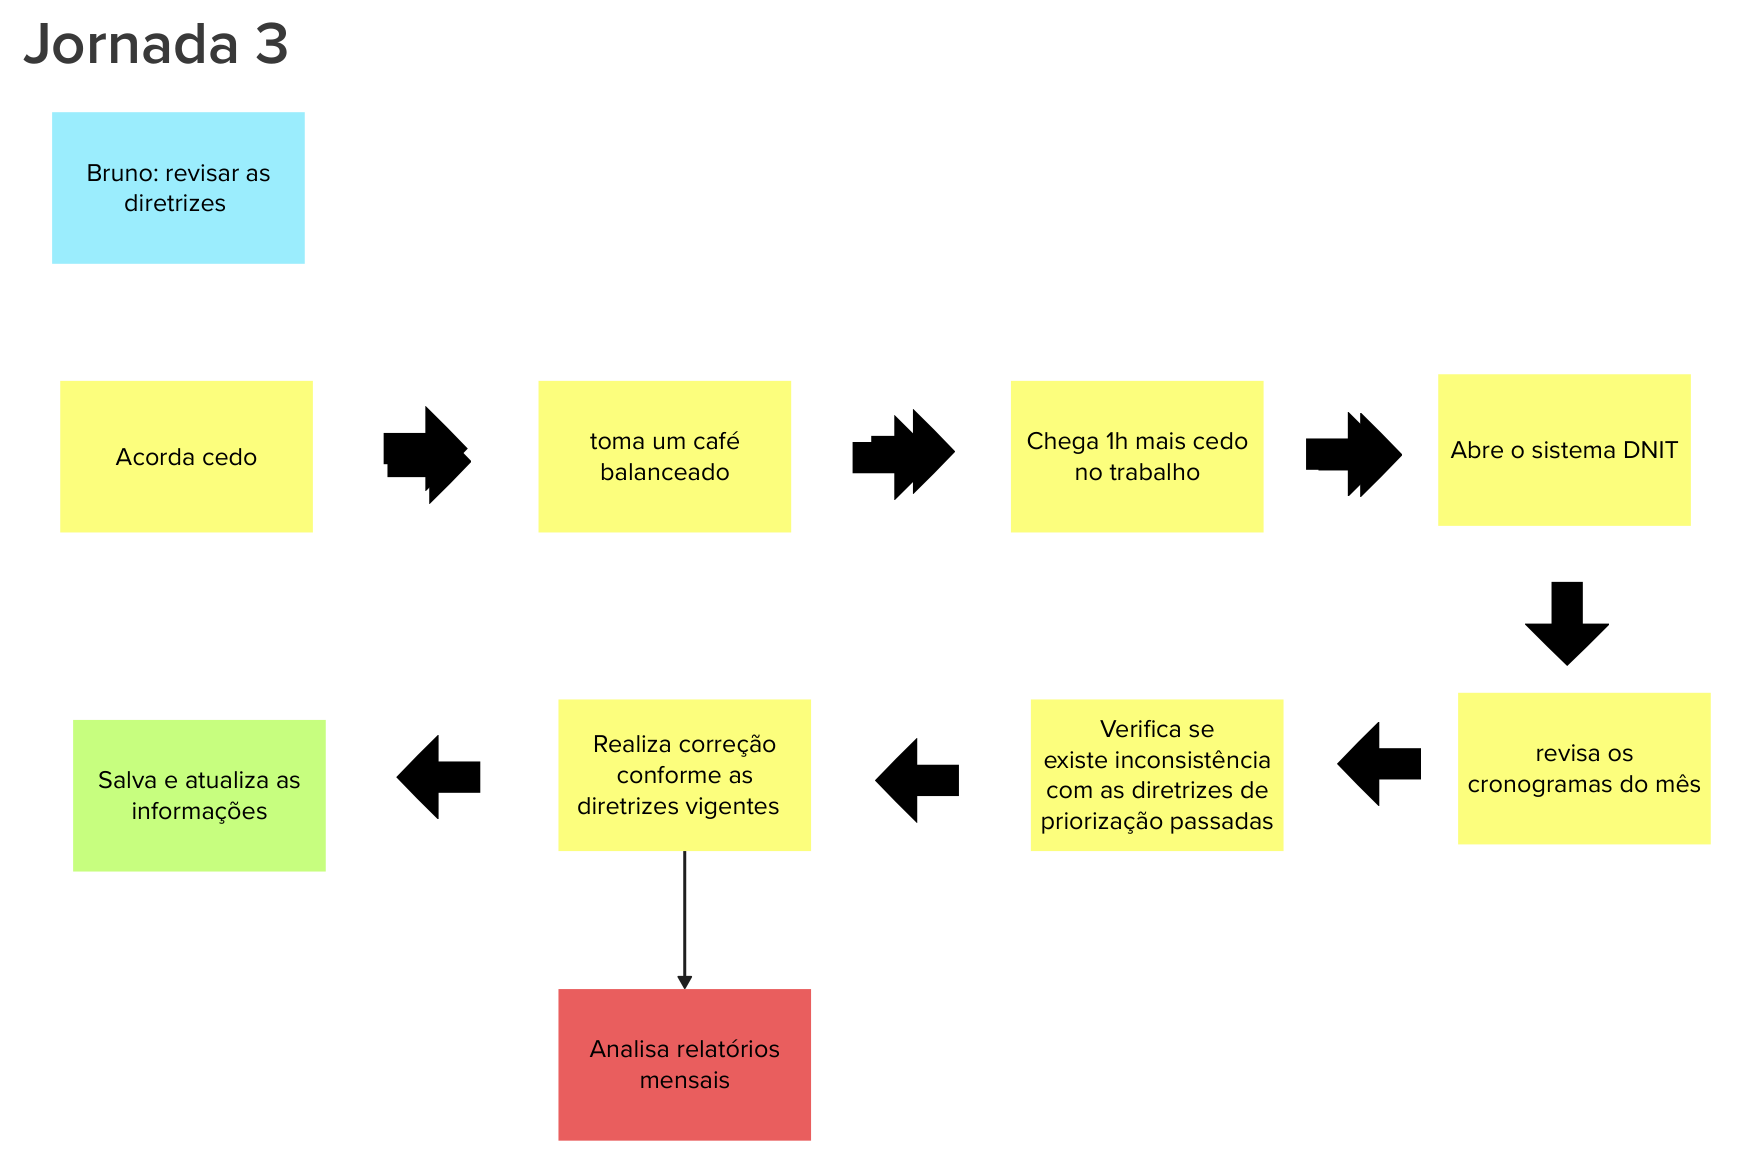 Jornada 3
Bruno: revisar as
diretrizes
Acorda cedo
toma um café
balanceado
Chega 1h mais cedo
no trabalho
Abre o sistema DNIT
revisa os
cronogramas do mês
Verifica se
existe inconsistência
com as diretrizes de
priorização passadas
Realiza correção
conforme as
diretrizes vigentes
Salva e atualiza as
informações
Analisa relatórios
mensais